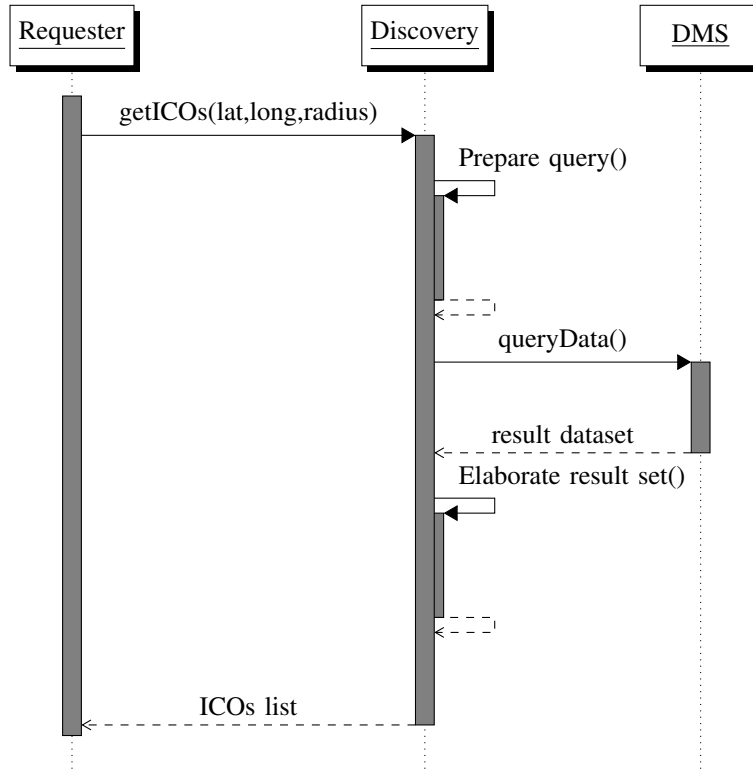 Requester
Discovery
DMS
getICOs(lat,long,radius)
Prepare query()
queryData()
result dataset
Elaborate result set()
ICOs list